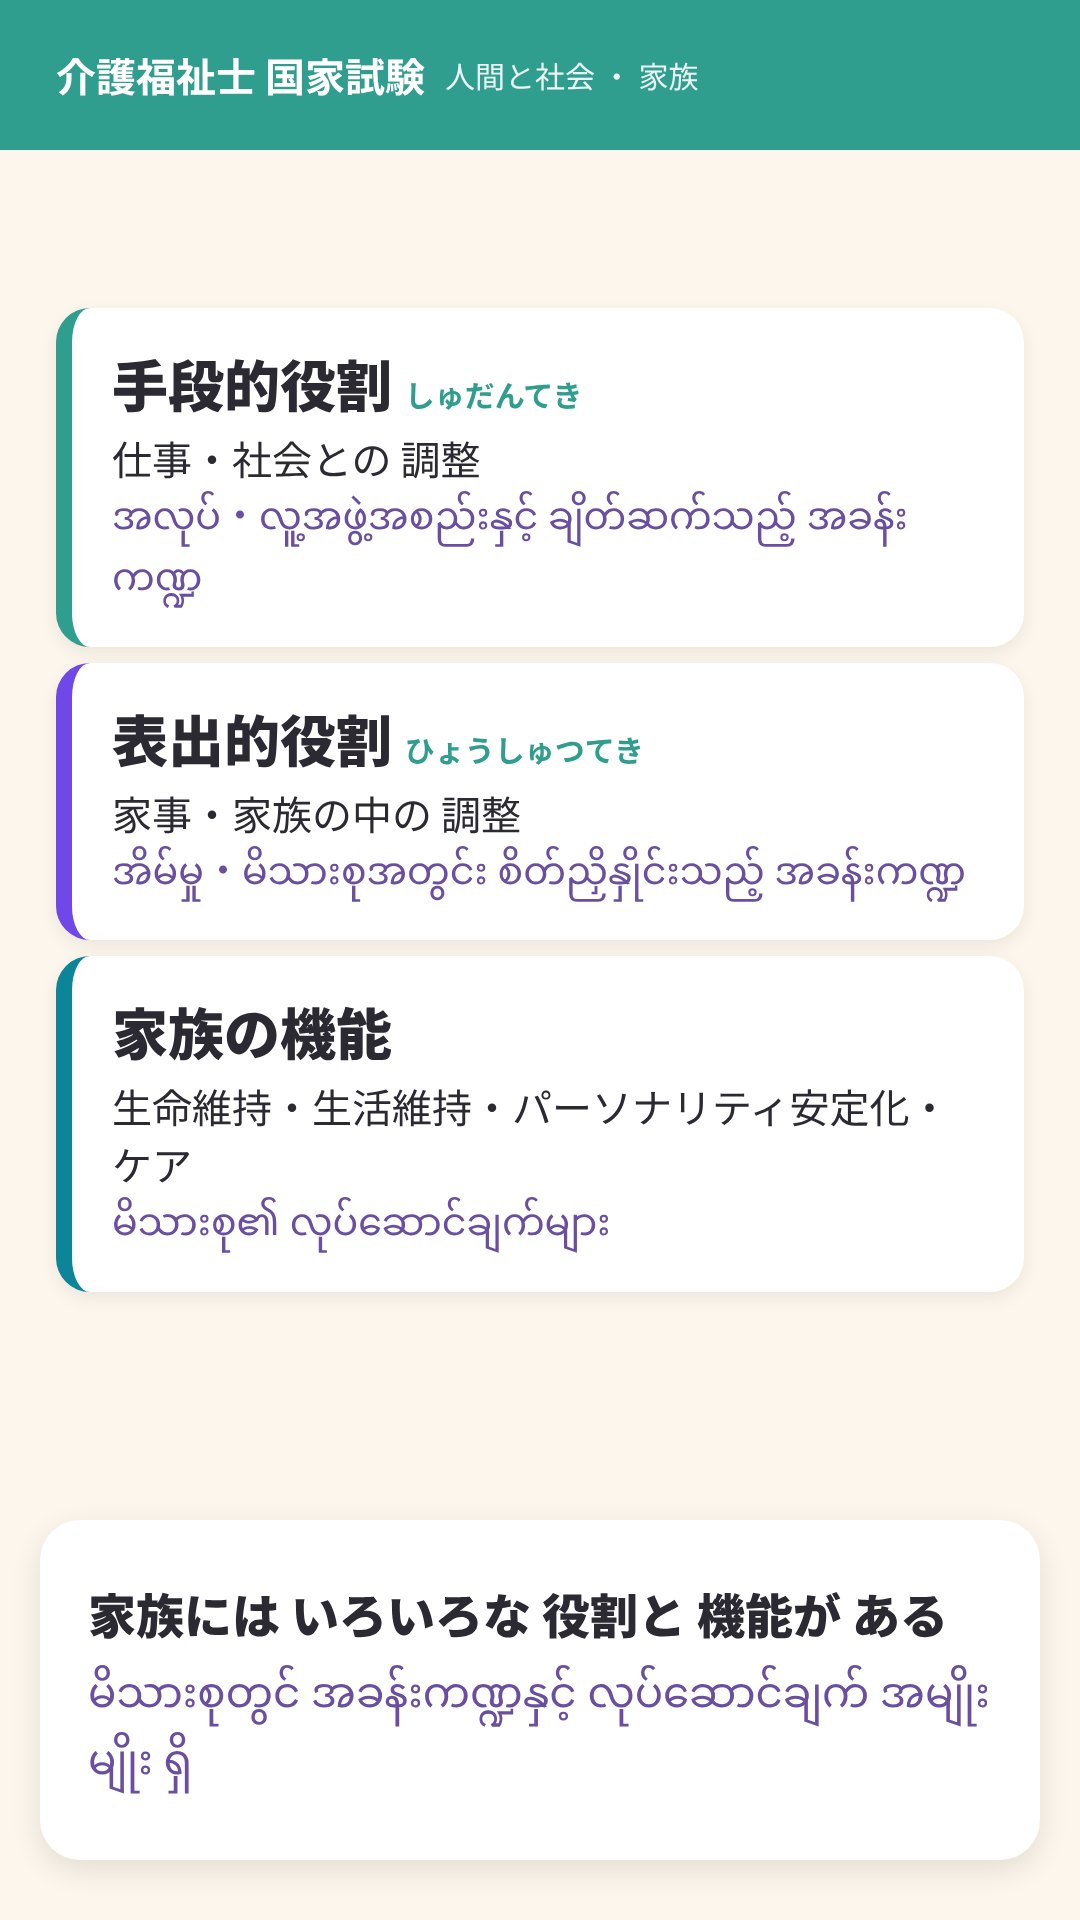 介護福祉士 国家試験 人間と社会 ・ 家族
手段的役割 しゅだんてき
仕事・社会との 調整
အလုပ်・လူ့အဖွဲ့အစည်းနှင့် ချိတ်ဆက်သည့် အခန်း
ကဏ္ဍ
表出的役割 ひょうしゅつてき
家事・家族の中の 調整
အိမ်မှု・မိသားစုအတွင်း စိတ်ညှိနှိုင်းသည့် အခန်းကဏ္ဍ
家族の機能
生命維持・生活維持・パーソナリティ安定化・
ケア
မိသားစု၏ လုပ်ဆောင်ချက်များ
家族には いろいろな 役割と 機能が ある
မိသားစုတွင် အခန်းကဏ္ဍနှင့် လုပ်ဆောင်ချက် အမျိုး
မျိုး ရှိ